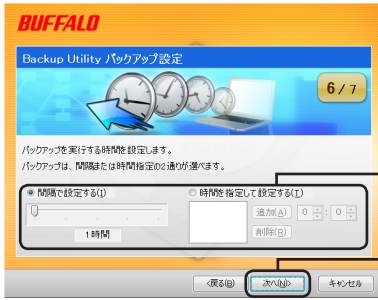 BUFFALO
Backup Utility バックアップ設定
6/7
バックアップを実行する時間を設定します。
バックアップは、間隔または時間指定の2通りが選べます。
間隔で設定する(I)
時間を指定して設定する(T)
追加(A) 0 : 0
1時間
削除(R)
<戻る(B) 次へ(N)> キャンセル